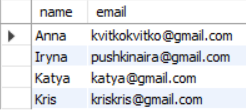 name email
Anna kvitkokvitko@gmail.com
Iryna pushkinaira@gmail.com
Katya katya@gmail.com
Kris kriskris@gmail.com